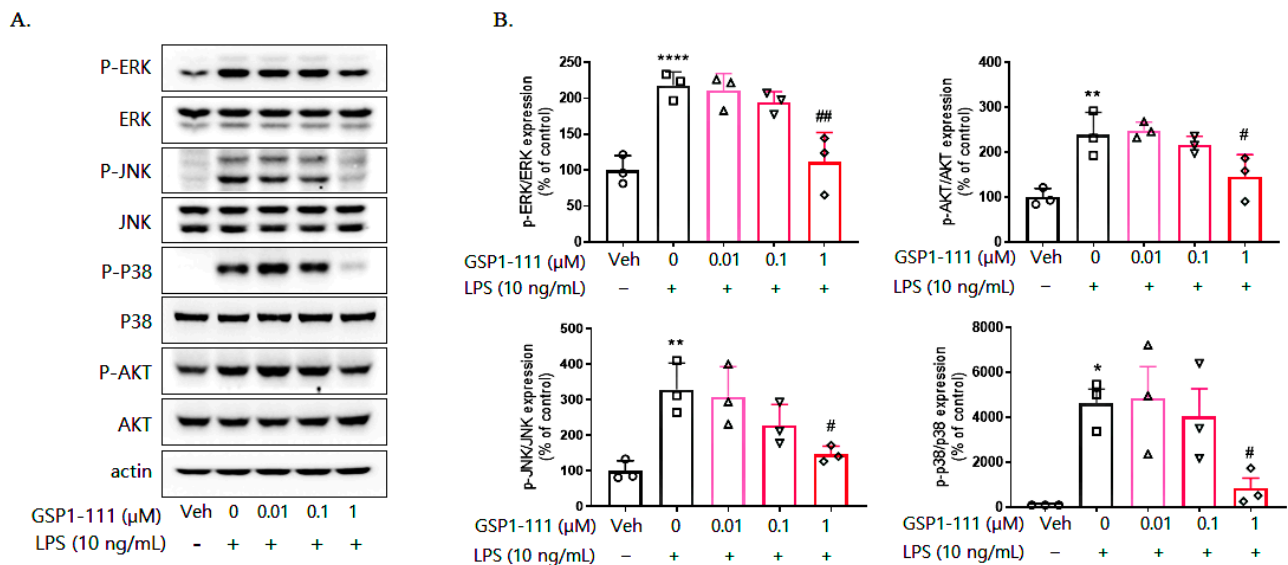 A.
P-ERK
ERK
P-JNK
JNK
P-P38
P38
P-AKT
AKT
actin
GSP1-111 (μM) Veh 0 0.01 0.1 1
LPS (10 ng/mL) - + + + +
B.
p-ERK/ERK expression
(% of control)
250
200
150
100
50
0
****
##
GSP1-111 (μM) Veh 0 0.01 0.1 1
LPS (10 ng/mL) − + + + +
p-AKT/AKT expression
(% of control)
400
300
200
100
0
**
#
GSP1-111 (μM) Veh 0 0.01 0.1 1
LPS (10 ng/mL) − + + + +
p-JNK/JNK expression
(% of control)
500
400
300
200
100
0
**
#
GSP1-111 (μM) Veh 0 0.01 0.1 1
LPS (10 ng/mL) − + + + +
p-p38/p38 expression
(% of control)
8000
6000
4000
2000
0
*
#
GSP1-111 (μM) Veh 0 0.01 0.1 1
LPS (10 ng/mL) − + + + +